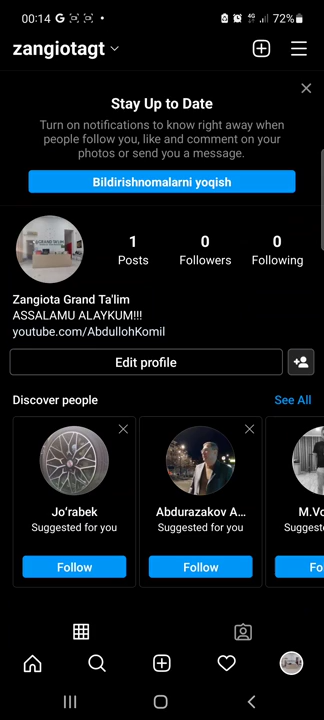 00:14
72%
zangiotagt
Stay Up to Date
Turn on notifications to know right away when
people follow you, like and comment on your
photos or send you a message.
Bildirishnomalarni yoqish
1 0 0
Posts Followers Following
Zangiota Grand Ta'lim
ASSALAMU ALAYKUM!!!
youtube.com/AbdullohKomil
Edit profile
Discover people See All
Jo‘rabek Abdurazakov A... M.Vo
Suggested for you Suggested for you Sugges
Follow Follow Fo